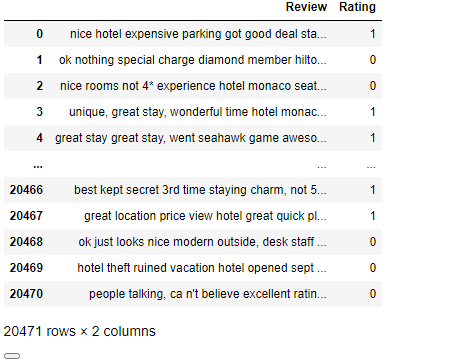 Review Rating
0 nice hotel expensive parking got good deal sta... 1
1 ok nothing special charge diamond member hilto... 0
2 nice rooms not 4* experience hotel monaco seat... 0
3 unique, great stay, wonderful time hotel monac... 1
4 great stay great stay, went seahawk game aweso... 1
... ... ...
20466 best kept secret 3rd time staying charm, not 5... 1
20467 great location price view hotel great quick pl... 1
20468 ok just looks nice modern outside, desk staff ... 0
20469 hotel theft ruined vacation hotel opened sept ... 0
20470 people talking, ca n't believe excellent ratin... 0
20471 rows × 2 columns